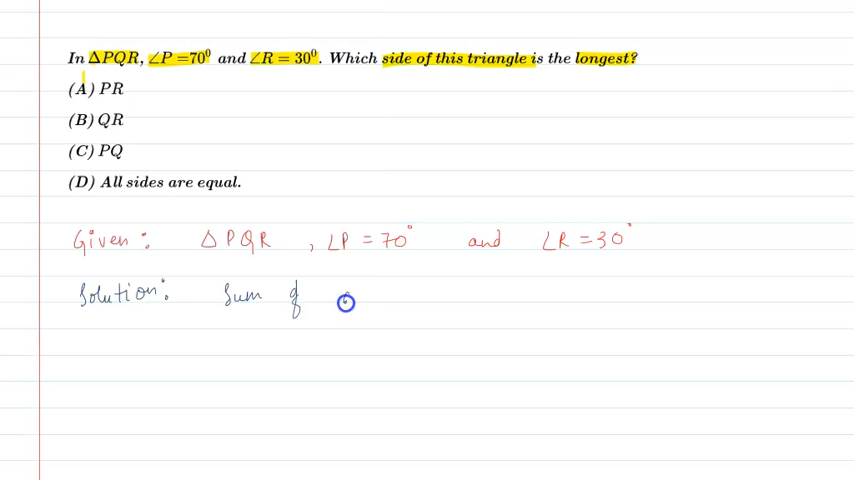 In ΔPQR, ∠P =70⁰ and ∠R = 30⁰. Which side of this triangle is the longest?
(A) PR
(B) QR
(C) PQ
(D) All sides are equal.
Given: Δ PQR , ∠P = 70° and ∠R = 30°
Solution: Sum of